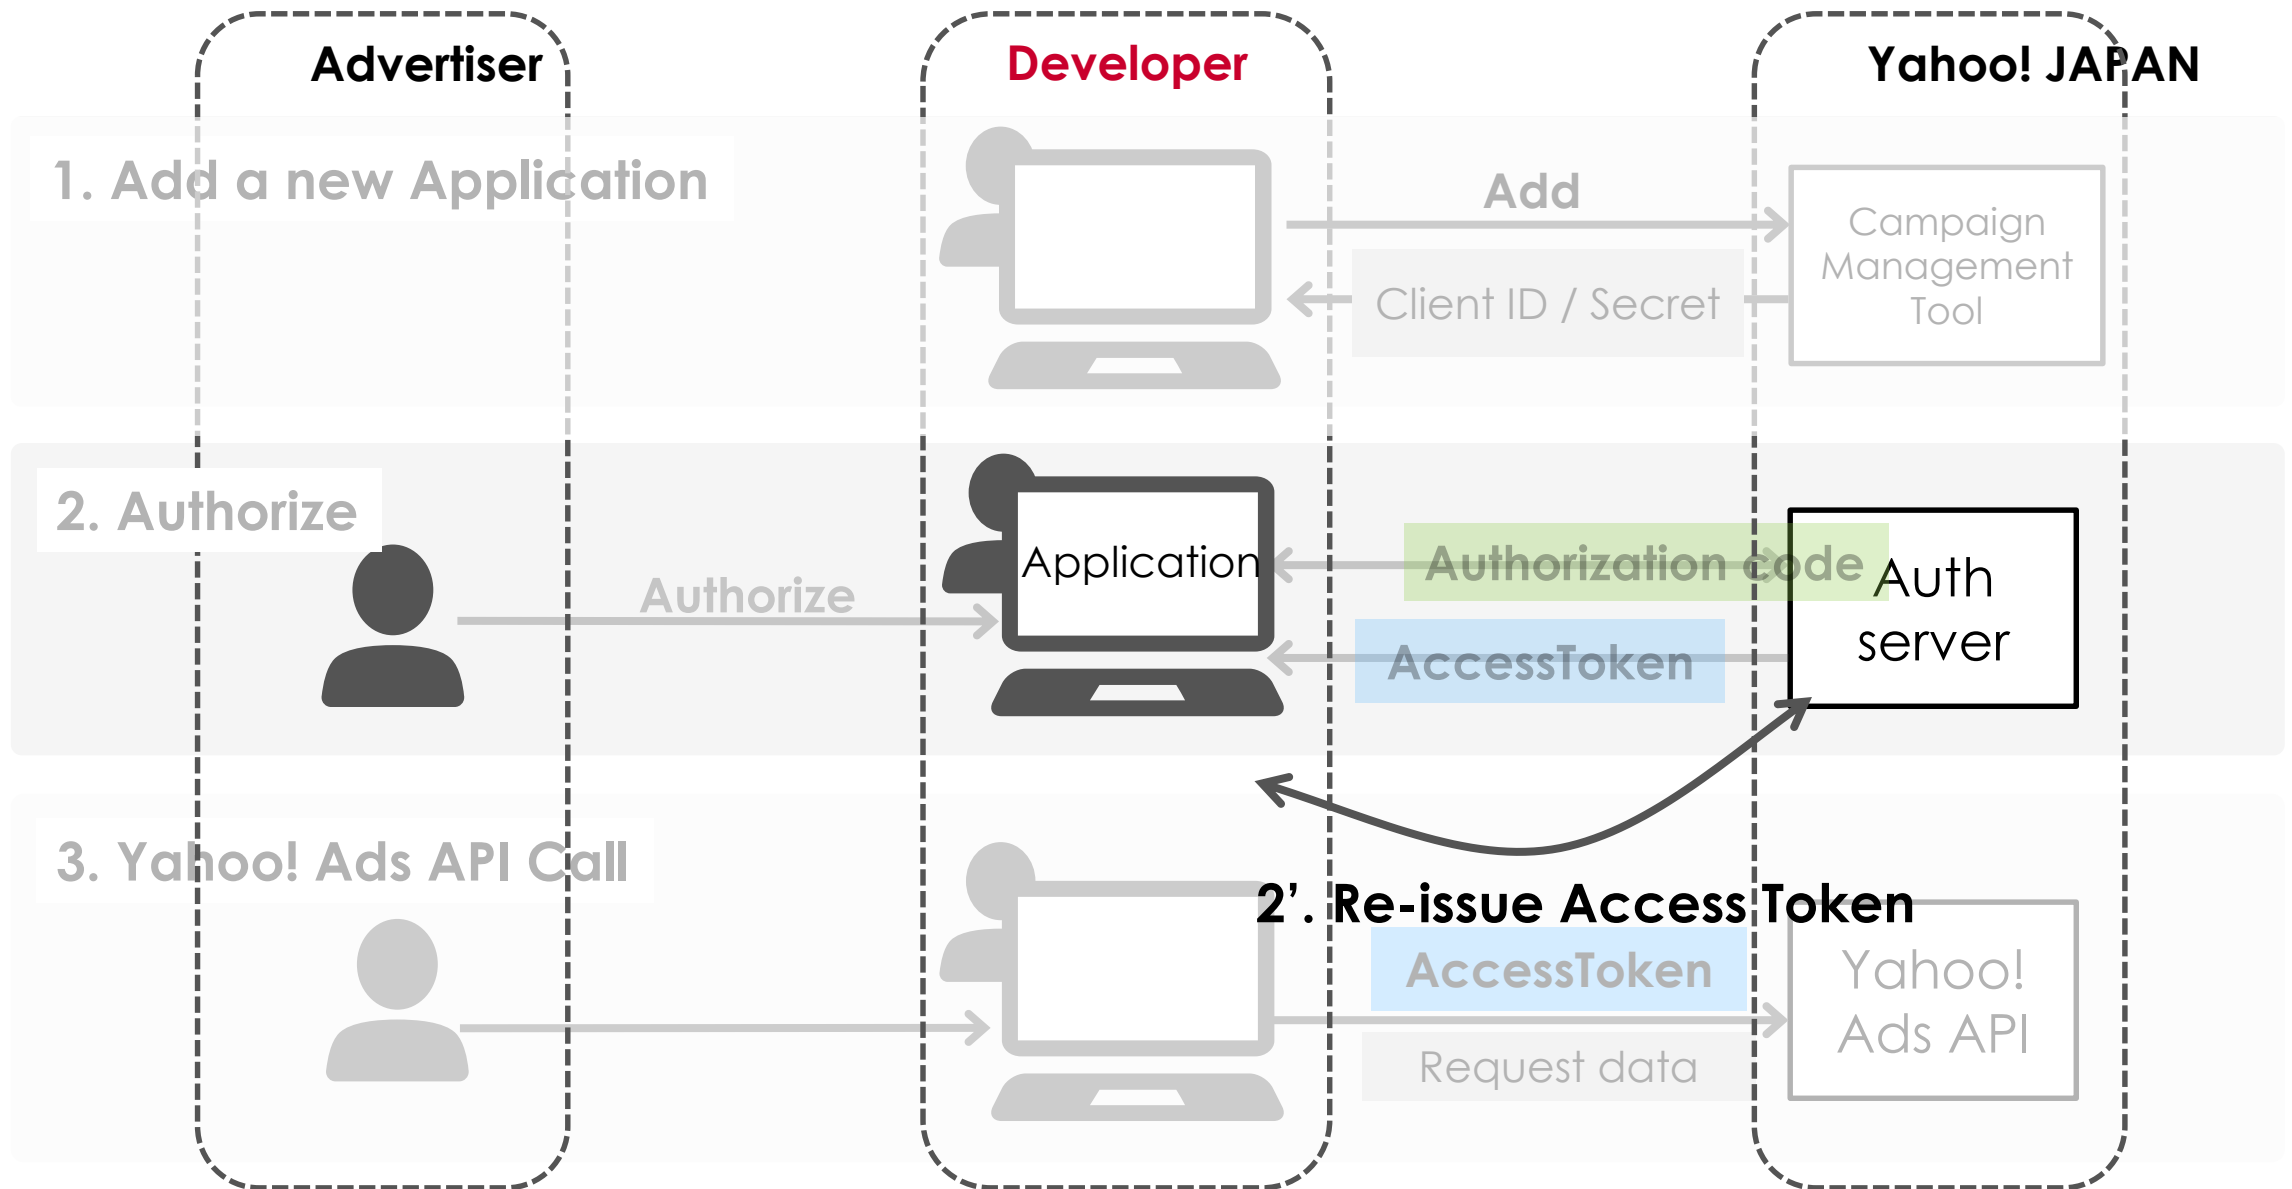 Advertiser
Developer
Yahoo! JAPAN
1. Add a new Application
Add
Client ID / Secret
Campaign
Management
Tool
2. Authorize
Authorize
Application
Authorization code
AccessToken
Auth
server
3. Yahoo! Ads API Call
2’. Re-issue Access Token
AccessToken
Request data
Yahoo!
Ads API